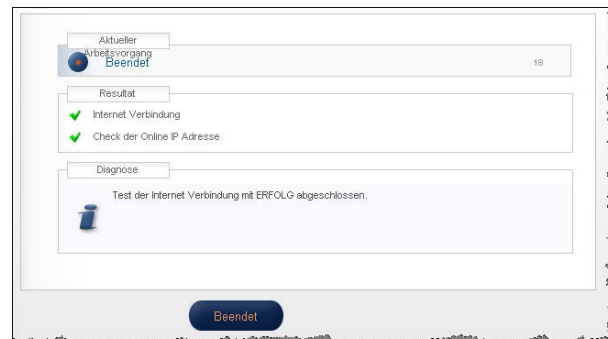 Aktueller
Arbeitsvorgang
Beendet
18
Resultat
Internet Verbindung
Check der Online IP Adresse
Diagnose
Test der Internet Verbindung mit ERFOLG abgeschlossen.
Beendet